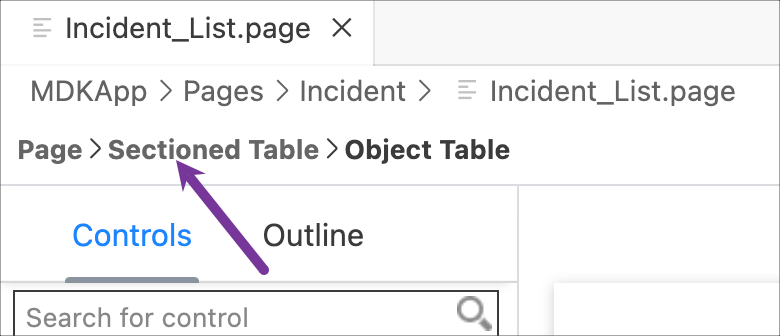 Incident_List.page
MDKApp > Pages > Incident > Incident_List.page
Page > Sectioned Table > Object Table
Controls Outline
Search for control